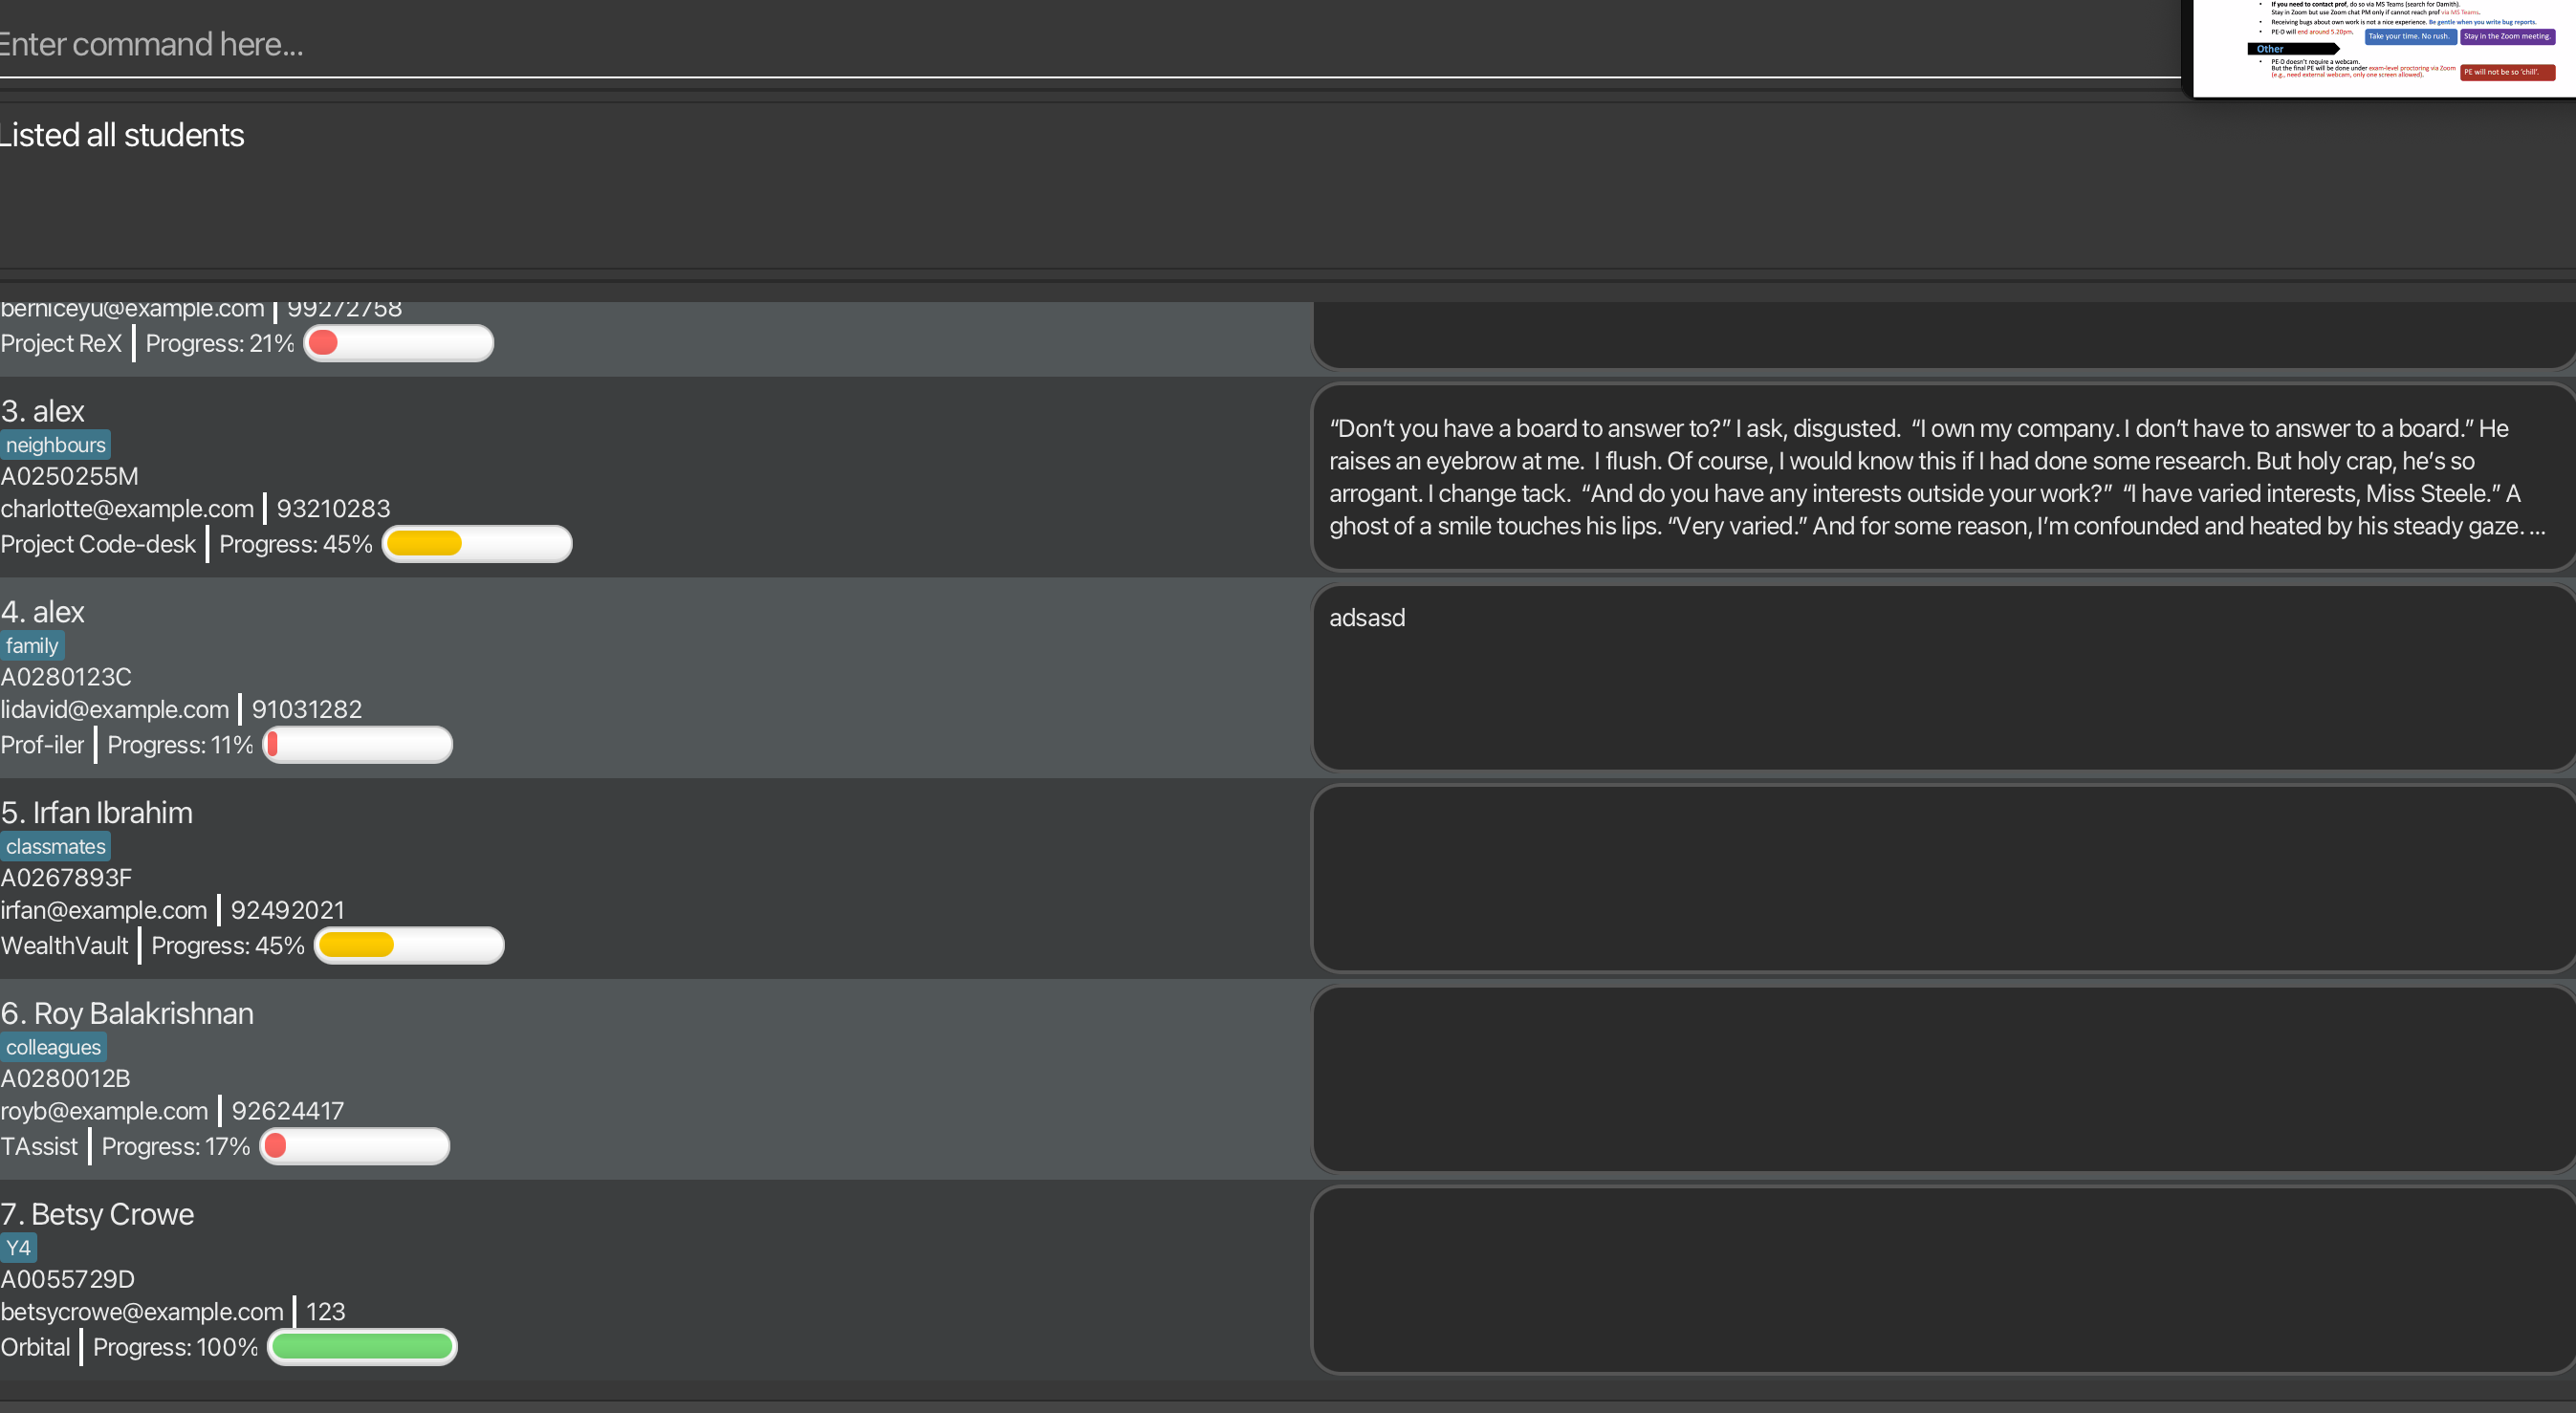 If you need to contact prof, do so via MS Teams (search for Damith).
Stay in Zoom but use Zoom chat PM only if cannot reach prof via MS Teams.
Receiving bugs about own work is not a nice experience. Be gentle when you write bug reports.
PE-D will end around 5.20pm.
Take your time. No rush.
Stay in the Zoom meeting.
Other
PE-D doesn't require a webcam.
But the final PE will be done under exam-level proctoring via Zoom
(e.g., need external webcam, only one screen allowed).
PE will not be so 'chill'.
Enter command here...
Listed all students
berniceyu@example.com | 99272758
Project ReX | Progress: 21%
3. alex
neighbours
A0250255M
charlotte@example.com | 93210283
Project Code-desk | Progress: 45%
“Don’t you have a board to answer to?” I ask, disgusted.  “I own my company. I don’t have to answer to a board.” He
raises an eyebrow at me.  I flush. Of course, I would know this if I had done some research. But holy crap, he’s so
arrogant. I change tack.  “And do you have any interests outside your work?”  “I have varied interests, Miss Steele.” A
ghost of a smile touches his lips. “Very varied.” And for some reason, I’m confounded and heated by his steady gaze. ...
4. alex
family
A0280123C
lidavid@example.com | 91031282
Prof-iler | Progress: 11%
adsasd
5. Irfan Ibrahim
classmates
A0267893F
irfan@example.com | 92492021
WealthVault | Progress: 45%
6. Roy Balakrishnan
colleagues
A0280012B
royb@example.com | 92624417
TAssist | Progress: 17%
7. Betsy Crowe
Y4
A0055729D
betsycrowe@example.com | 123
Orbital | Progress: 100%